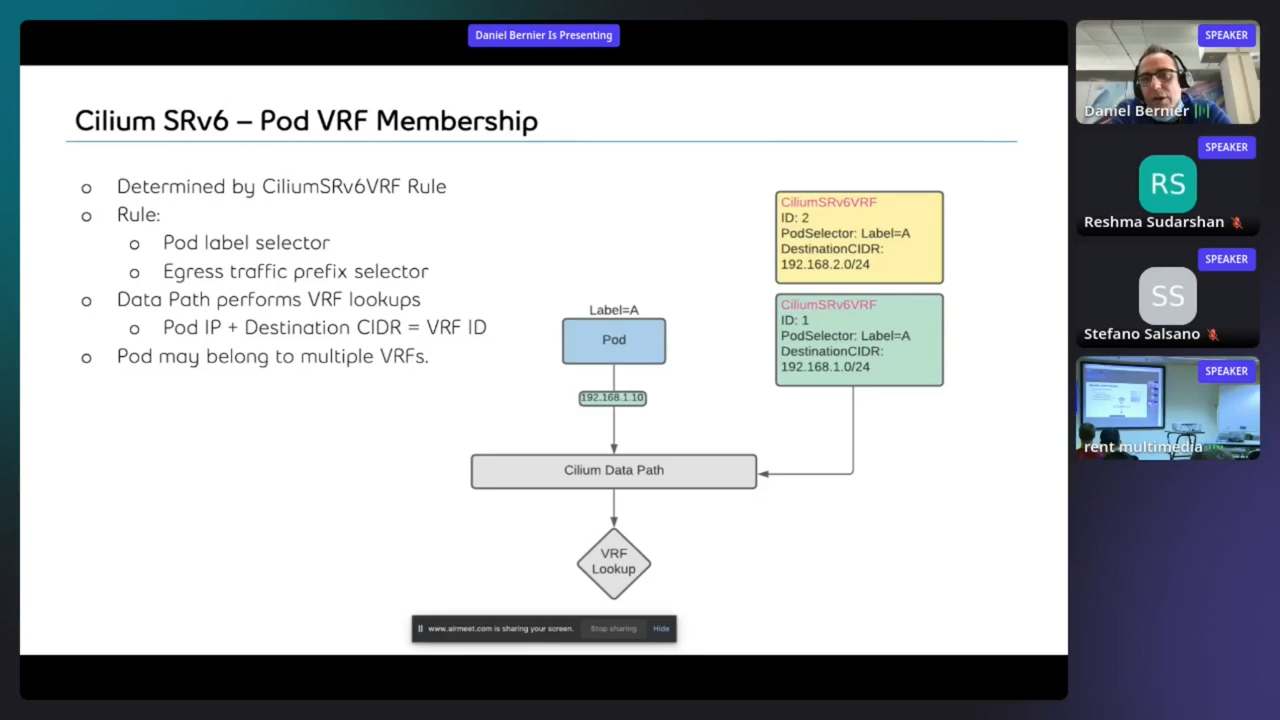 Daniel Bernier Is Presenting
Cilium SRv6 – Pod VRF Membership
o Determined by CiliumSRv6VRF Rule
o Rule:
o Pod label selector
o Egress traffic prefix selector
o Data Path performs VRF lookups
o Pod IP + Destination CIDR = VRF ID
o Pod may belong to multiple VRFs.
CiliumSRv6VRF
ID: 2
PodSelector: Label=A
DestinationCIDR:
192.168.2.0/24
CiliumSRv6VRF
ID: 1
PodSelector: Label=A
DestinationCIDR:
192.168.1.0/24
Label=A
Pod
192.168.1.10
Cilium Data Path
VRF
Lookup
www.airmeet.com is sharing your screen. Stop sharing Hide
SPEAKER
Daniel Bernier
SPEAKER
RS
Reshma Sudarshan
SPEAKER
SS
Stefano Salsano
SPEAKER
rent multimedia